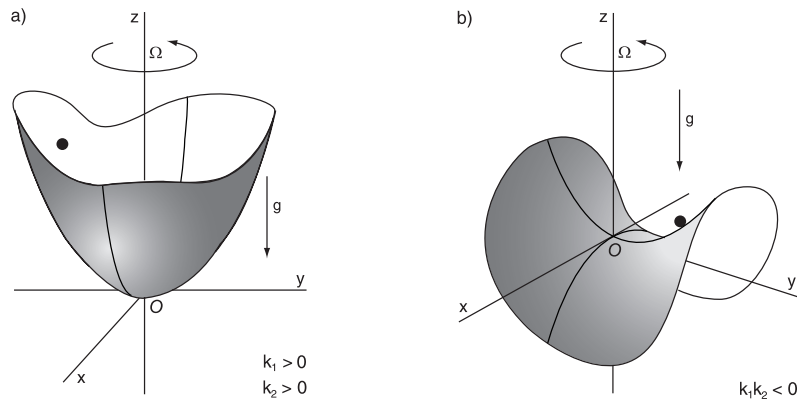 a)
z
Ω
g
y
O
x
k₁ > 0
k₂ > 0
b)
z
Ω
g
O
x
y
k₁k₂ < 0